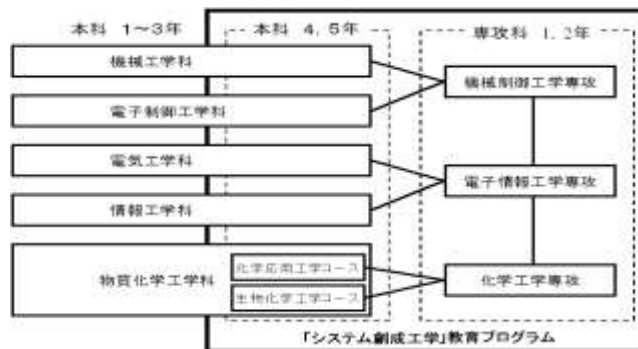 本科 1～3年
本科 4,5年
専攻科 1,2年
機械工学科
機械制御工学専攻
電子制御工学科
電気工学科
電子情報工学専攻
情報工学科
物質化学工学科
化学応用工学コース
生物化学工学コース
化学工学専攻
「システム創成工学」教育プログラム